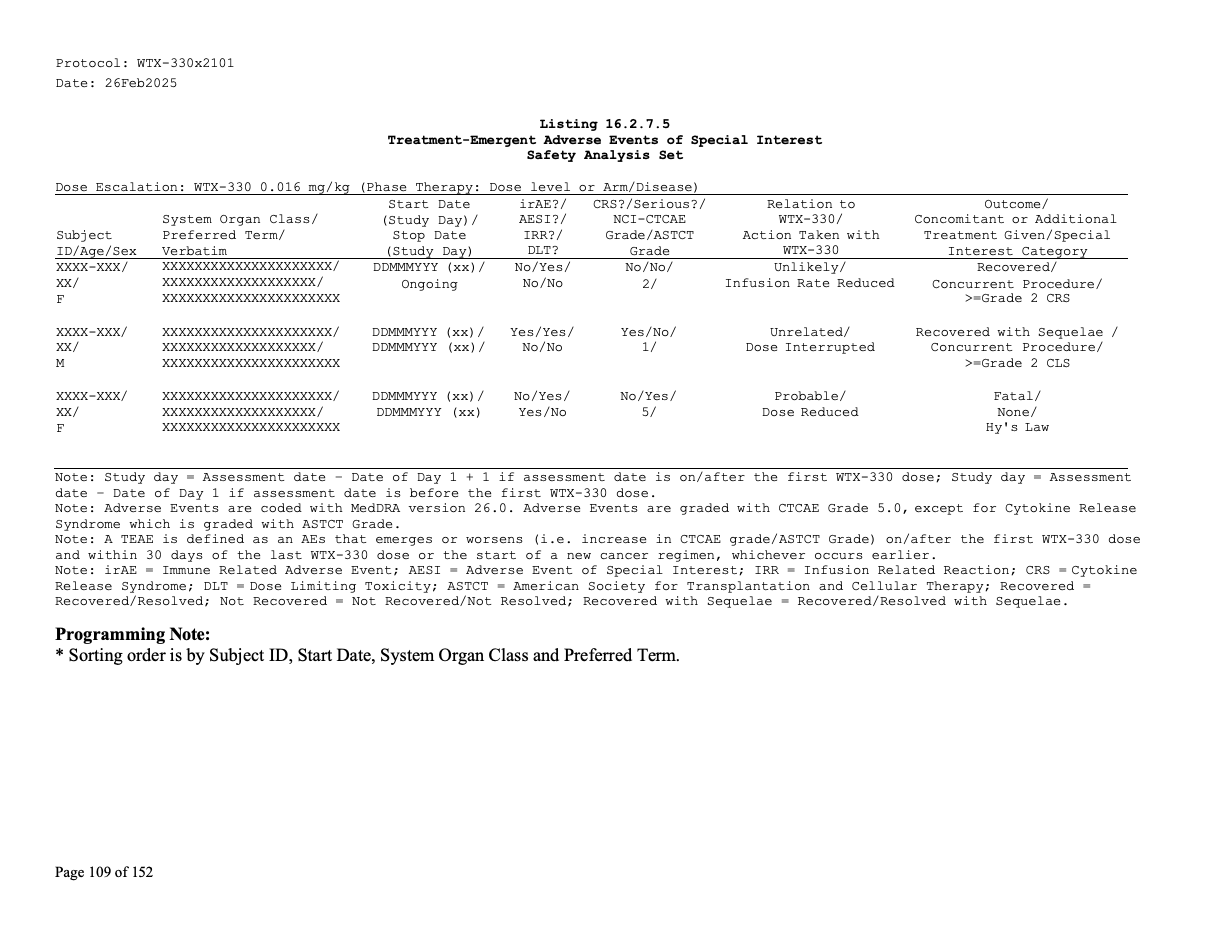 Protocol: WTX-330x2101
Date: 26Feb2025
Listing 16.2.7.5
Treatment-Emergent Adverse Events of Special Interest
Safety Analysis Set
Dose Escalation: WTX-330 0.016 mg/kg (Phase Therapy: Dose level or Arm/Disease)
Start Date irAE?/ CRS?/Serious?/ Relation to Outcome/
System Organ Class/ (Study Day)/ AESI?/ NCI-CTCAE WTX-330/ Concomitant or Additional
Subject Preferred Term/ Stop Date IRR?/ Grade/ASTCT Action Taken with Treatment Given/Special
ID/Age/Sex Verbatim (Study Day) DLT? Grade WTX-330 Interest Category
XXXX-XXX/ XXXXXXXXXXXXXXXXXXXXX/ DDMMMYYY (xx)/ No/Yes/ No/No/ Unlikely/ Recovered/
XX/ XXXXXXXXXXXXXXXXXXX/ Ongoing No/No 2/ Infusion Rate Reduced Concurrent Procedure/
F XXXXXXXXXXXXXXXXXXXXXX >=Grade 2 CRS
XXXX-XXX/ XXXXXXXXXXXXXXXXXXXXX/ DDMMMYYY (xx)/ Yes/Yes/ Yes/No/ Unrelated/ Recovered with Sequelae /
XX/ XXXXXXXXXXXXXXXXXXX/ DDMMMYYY (xx)/ No/No 1/ Dose Interrupted Concurrent Procedure/
M XXXXXXXXXXXXXXXXXXXXXX >=Grade 2 CLS
XXXX-XXX/ XXXXXXXXXXXXXXXXXXXXX/ DDMMMYYY (xx)/ No/Yes/ No/Yes/ Probable/ Fatal/
XX/ XXXXXXXXXXXXXXXXXXX/ DDMMMYYY (xx) Yes/No 5/ Dose Reduced None/
F XXXXXXXXXXXXXXXXXXXXXX Hy's Law
Note: Study day = Assessment date – Date of Day 1 + 1 if assessment date is on/after the first WTX-330 dose; Study day = Assessment
date – Date of Day 1 if assessment date is before the first WTX-330 dose.
Note: Adverse Events are coded with MedDRA version 26.0. Adverse Events are graded with CTCAE Grade 5.0, except for Cytokine Release
Syndrome which is graded with ASTCT Grade.
Note: A TEAE is defined as an AEs that emerges or worsens (i.e. increase in CTCAE grade/ASTCT Grade) on/after the first WTX-330 dose
and within 30 days of the last WTX-330 dose or the start of a new cancer regimen, whichever occurs earlier.
Note: irAE = Immune Related Adverse Event; AESI = Adverse Event of Special Interest; IRR = Infusion Related Reaction; CRS = Cytokine
Release Syndrome; DLT = Dose Limiting Toxicity; ASTCT = American Society for Transplantation and Cellular Therapy; Recovered =
Recovered/Resolved; Not Recovered = Not Recovered/Not Resolved; Recovered with Sequelae = Recovered/Resolved with Sequelae.
Programming Note:
* Sorting order is by Subject ID, Start Date, System Organ Class and Preferred Term.
Page 109 of 152